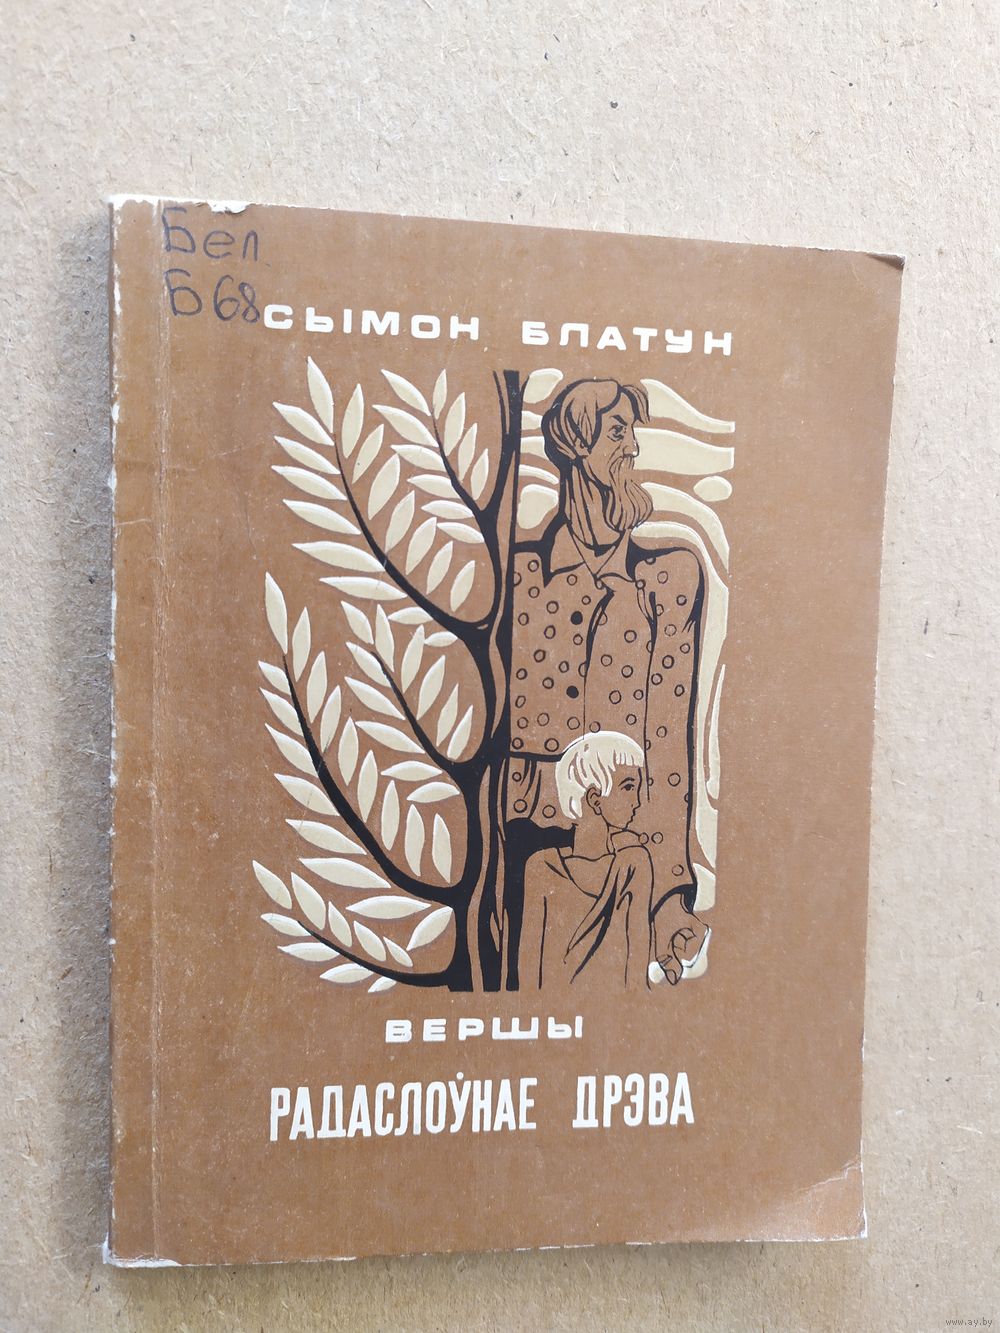 Бел.
Б68
СЫМОН БЛАТУН
ВЕРШЫ
РАДАСЛОЎНАЕ ДРЭВА
www.ay.by